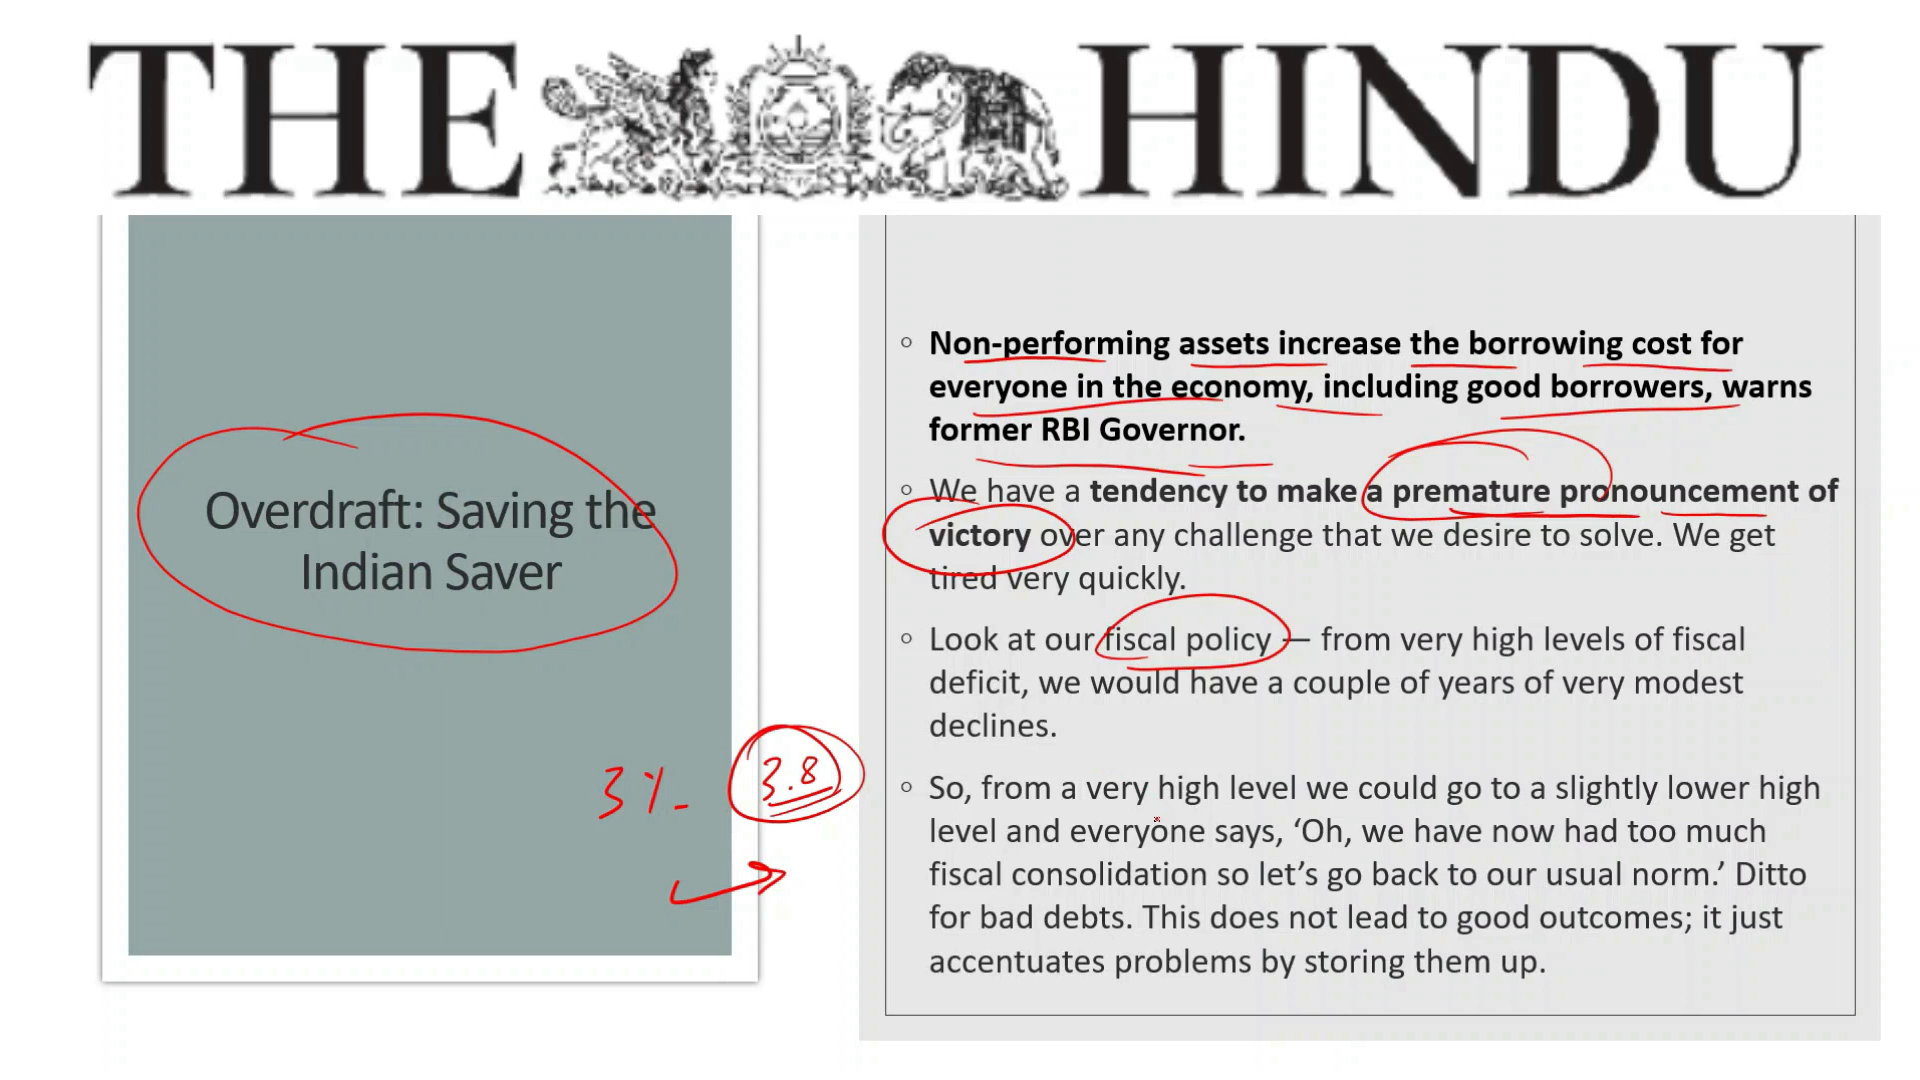 THE HINDU
Overdraft: Saving the
Indian Saver
3% 3.8
Non-performing assets increase the borrowing cost for
everyone in the economy, including good borrowers, warns
former RBI Governor.
We have a tendency to make a premature pronouncement of
victory over any challenge that we desire to solve. We get
tired very quickly.
Look at our fiscal policy — from very high levels of fiscal
deficit, we would have a couple of years of very modest
declines.
So, from a very high level we could go to a slightly lower high
level and everyone says, ‘Oh, we have now had too much
fiscal consolidation so let’s go back to our usual norm.’ Ditto
for bad debts. This does not lead to good outcomes; it just
accentuates problems by storing them up.